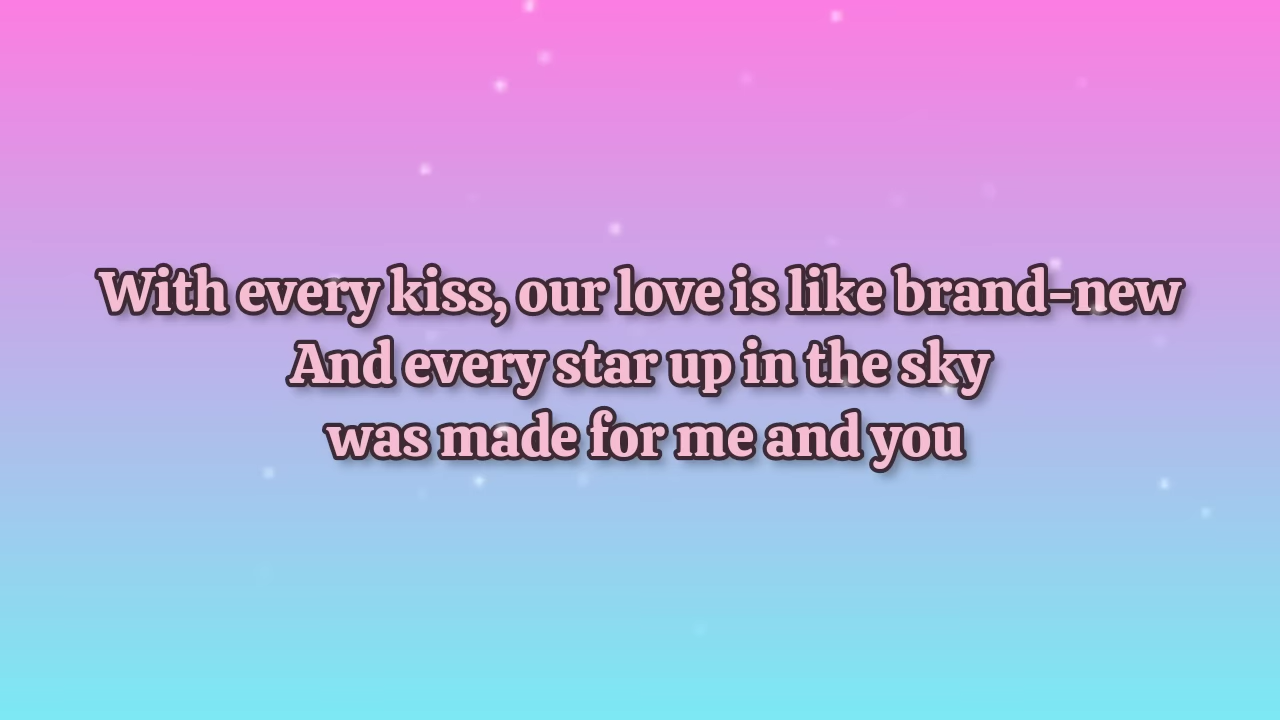 With every kiss, our love is like brand-new
And every star up in the sky
was made for me and you